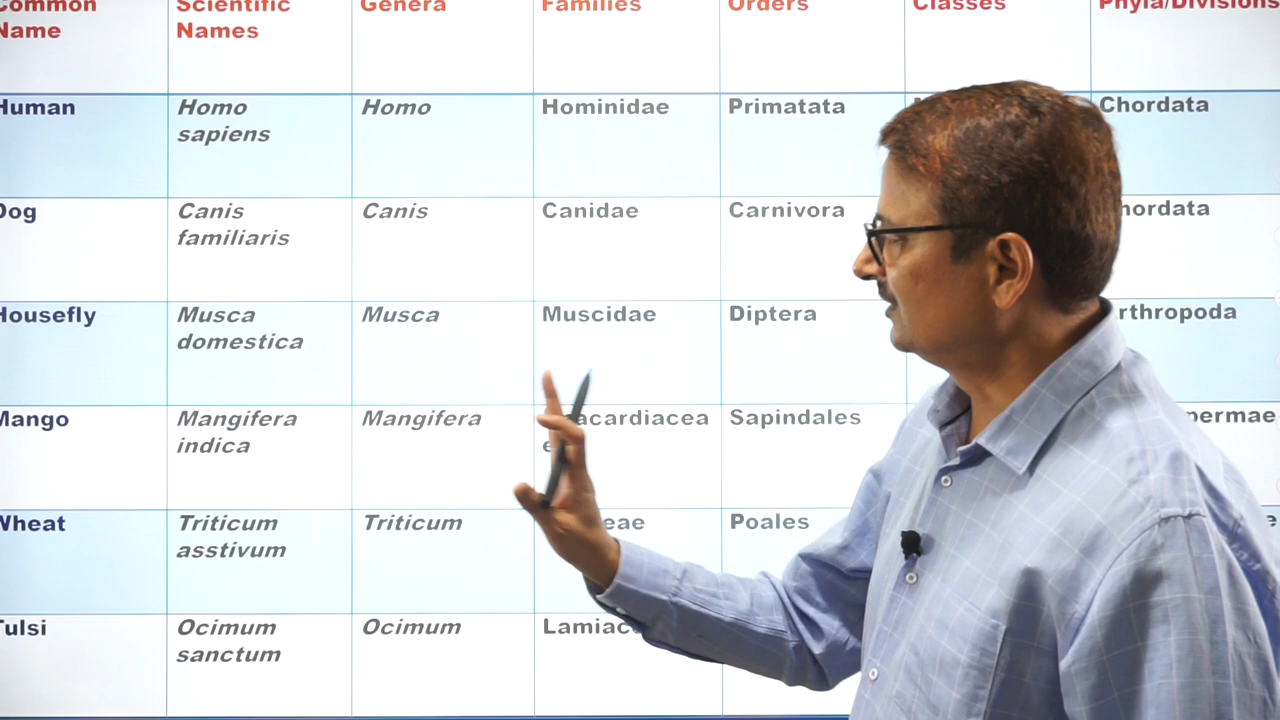 Common Name
Scientific Names
Genera
Families
Orders
Classes
Phyla/Divisions
Human
Homo sapiens
Homo
Hominidae
Primatata
Chordata
Dog
Canis familiaris
Canis
Canidae
Carnivora
hordata
Housefly
Musca domestica
Musca
Muscidae
Diptera
rthropoda
Mango
Mangifera indica
Mangifera
acardiacea
e
Sapindales
permae
Wheat
Triticum asstivum
Triticum
eae
Poales
e
Tulsi
Ocimum sanctum
Ocimum
Lamiac